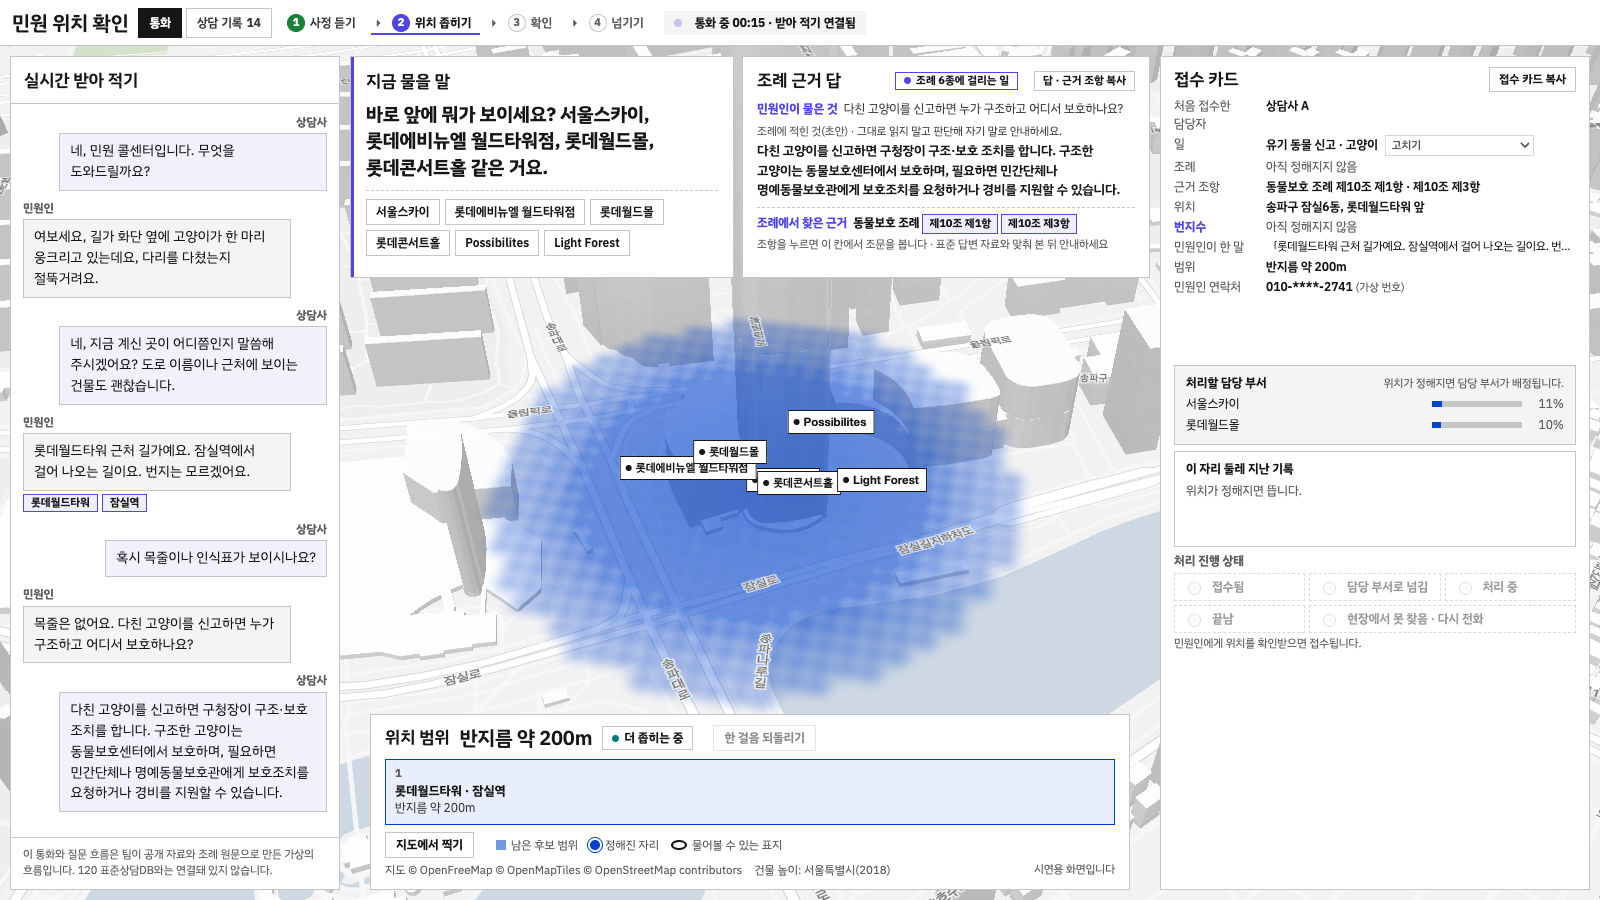 민원 위치 확인
통화
상담 기록 14
1 사정 듣기
2 위치 좁히기
3 확인
4 넘기기
통화 중 00:15 · 받아 적기 연결됨
실시간 받아 적기
상담사
네, 민원 콜센터입니다. 무엇을
도와드릴까요?
민원인
여보세요, 길가 화단 옆에 고양이가 한 마리
웅크리고 있는데요, 다리를 다쳤는지
절뚝거려요.
상담사
네, 지금 계신 곳이 어디쯤인지 말씀해
주시겠어요? 도로 이름이나 근처에 보이는
건물도 괜찮습니다.
민원인
롯데월드타워 근처 길가예요. 잠실역에서
걸어 나오는 길이요. 번지는 모르겠어요.
롯데월드타워
잠실역
상담사
혹시 목줄이나 인식표가 보이시나요?
민원인
목줄은 없어요. 다친 고양이를 신고하면 누가
구조하고 어디서 보호하나요?
상담사
다친 고양이를 신고하면 구청장이 구조·보호
조치를 합니다. 구조한 고양이는
동물보호센터에서 보호하며, 필요하면
민간단체나 명예동물보호관에게 보호조치를
요청하거나 경비를 지원할 수 있습니다.
이 통화와 질문 흐름은 팀이 공개 자료와 조례 원문으로 만든 가상의
흐름입니다. 120 표준상담DB와는 연결돼 있지 않습니다.
지금 물을 말
바로 앞에 뭐가 보이세요? 서울스카이,
롯데에비뉴엘 월드타워점, 롯데월드몰,
롯데콘서트홀 같은 거요.
서울스카이
롯데에비뉴엘 월드타워점
롯데월드몰
롯데콘서트홀
Possibilites
Light Forest
조례 근거 답
조례 6종에 걸리는 일
답 · 근거 조항 복사
민원인이 물은 것 다친 고양이를 신고하면 누가 구조하고 어디서 보호하나요?
조례에 적힌 것(초안) · 그대로 읽지 말고 판단해 자기 말로 안내하세요.
다친 고양이를 신고하면 구청장이 구조·보호 조치를 합니다. 구조한
고양이는 동물보호센터에서 보호하며, 필요하면 민간단체나
명예동물보호관에게 보호조치를 요청하거나 경비를 지원할 수 있습니다.
조례에서 찾은 근거 동물보호 조례 제10조 제1항 제10조 제3항
조항을 누르면 이 칸에서 조문을 봅니다 · 표준 답변 자료와 맞춰 본 뒤 안내하세요
송파대로
올림픽로
올림픽로
송파구
Possibilites
롯데월드몰
롯데에비뉴엘 월드타워점
롯데콘서트홀
Light Forest
잠실길지하차도
잠실로
송파나루길
송파대로
잠실로
위치 범위 반지름 약 200m
더 좁히는 중
한 걸음 되돌리기
1
롯데월드타워 · 잠실역
반지름 약 200m
지도에서 찍기
남은 후보 범위
정해진 자리
물어볼 수 있는 표지
지도 © OpenFreeMap © OpenMapTiles © OpenStreetMap contributors
건물 높이: 서울특별시(2018)
시연용 화면입니다
접수 카드
접수 카드 복사
처음 접수한
담당자
상담사 A
일 유기 동물 신고 · 고양이 고치기
조례 아직 정해지지 않음
근거 조항 동물보호 조례 제10조 제1항 · 제10조 제3항
위치 송파구 잠실6동, 롯데월드타워 앞
번지수 아직 정해지지 않음
민원인이 한 말 「롯데월드타워 근처 길가예요. 잠실역에서 걸어 나오는 길이요. 번...
범위 반지름 약 200m
민원인 연락처 010-****-2741 (가상 번호)
처리할 담당 부서
위치가 정해지면 담당 부서가 배정됩니다.
서울스카이 11%
롯데월드몰 10%
이 자리 둘레 지난 기록
위치가 정해지면 뜹니다.
처리 진행 상태
접수됨
담당 부서로 넘김
처리 중
끝남
현장에서 못 찾음 · 다시 전화
민원인에게 위치를 확인받으면 접수됩니다.